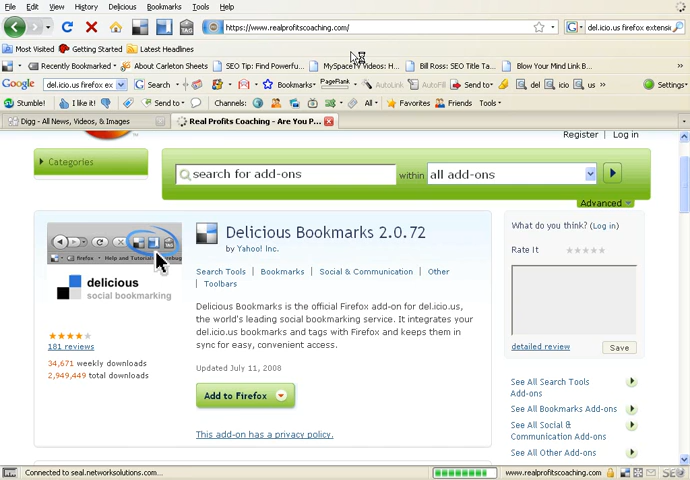 File Edit View History Delicious Bookmarks Tools Help
TAG https://www.realprofitscoaching.com/ G del.icio.us firefox extensi
Most Visited Getting Started Latest Headlines
Recently Bookmarked About Carleton Sheets SEO Tip: Find Powerful... MySpaceTV Videos: H... Bill Ross: SEO Title Ta... Blow Your Mind Link B...
Google del.icio.us firefox ex Search Bookmarks PageRank AutoLink AutoFill Send to del icio us Settings
Stumble! I like it! Send to Channels: All Favorites Friends Tools
Digg - All News, Videos, & Images Real Profits Coaching - Are You P...
Register | Log in
Categories
search for add-ons within all add-ons
Advanced
Delicious Bookmarks 2.0.72
by Yahoo! Inc.
firefox Help and Tutorial
delicious
social bookmarking
181 reviews
34,671 weekly downloads
2,949,449 total downloads
Search Tools | Bookmarks | Social & Communication | Other
| Toolbars
Delicious Bookmarks is the official Firefox add-on for del.icio.us,
the world's leading social bookmarking service. It integrates your
del.icio.us bookmarks and tags with Firefox and keeps them in
sync for easy, convenient access.
Updated July 11, 2008
Add to Firefox
This add-on has a privacy policy.
What do you think? (Log in)
Rate It
detailed review Save
See All Search Tools
Add-ons
See All Bookmarks Add-ons
See All Social &
Communication Add-ons
See All Other Add-ons
Connected to seal.networksolutions.com... www.realprofitscoaching.com SEO